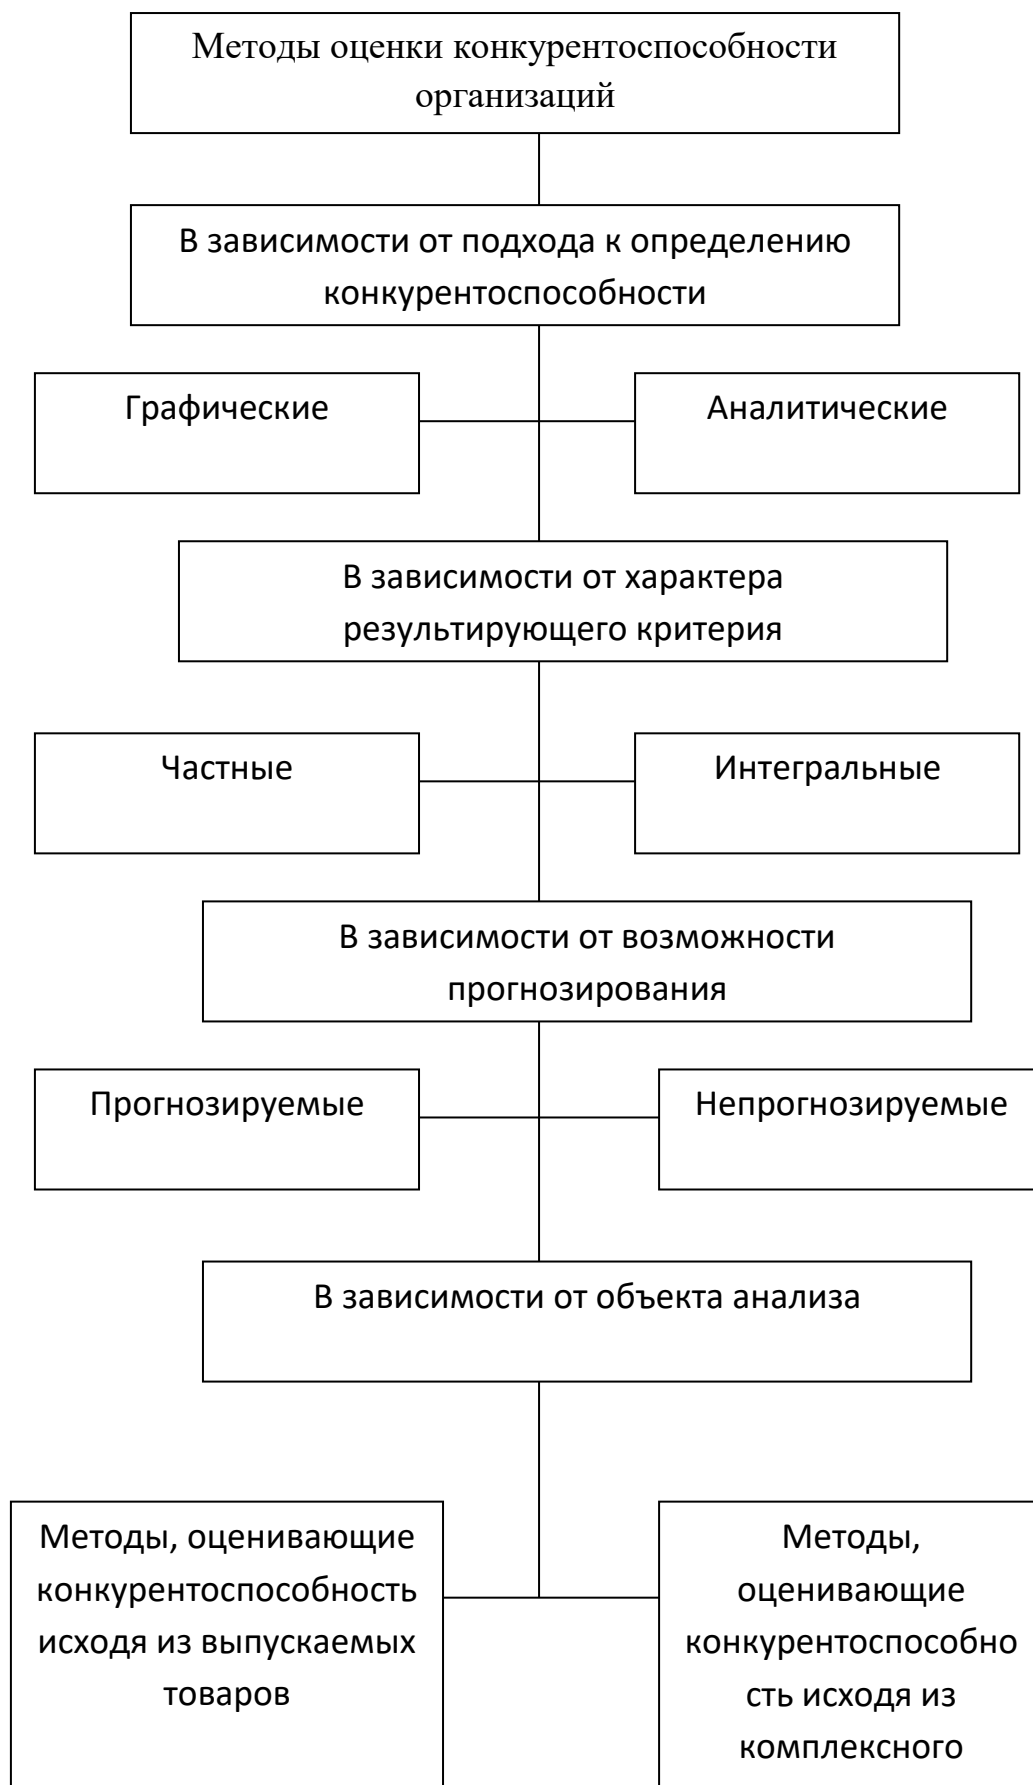 Методы оценки конкурентоспособности
организаций
В зависимости от подхода к определению
конкурентоспособности
Графические
Аналитические
В зависимости от характера
результирующего критерия
Частные
Интегральные
В зависимости от возможности
прогнозирования
Прогнозируемые
Непрогнозируемые
В зависимости от объекта анализа
Методы, оценивающие
конкурентоспособность
исходя из выпускаемых
товаров
Методы,
оценивающие
конкурентоспособно
сть исходя из
комплексного